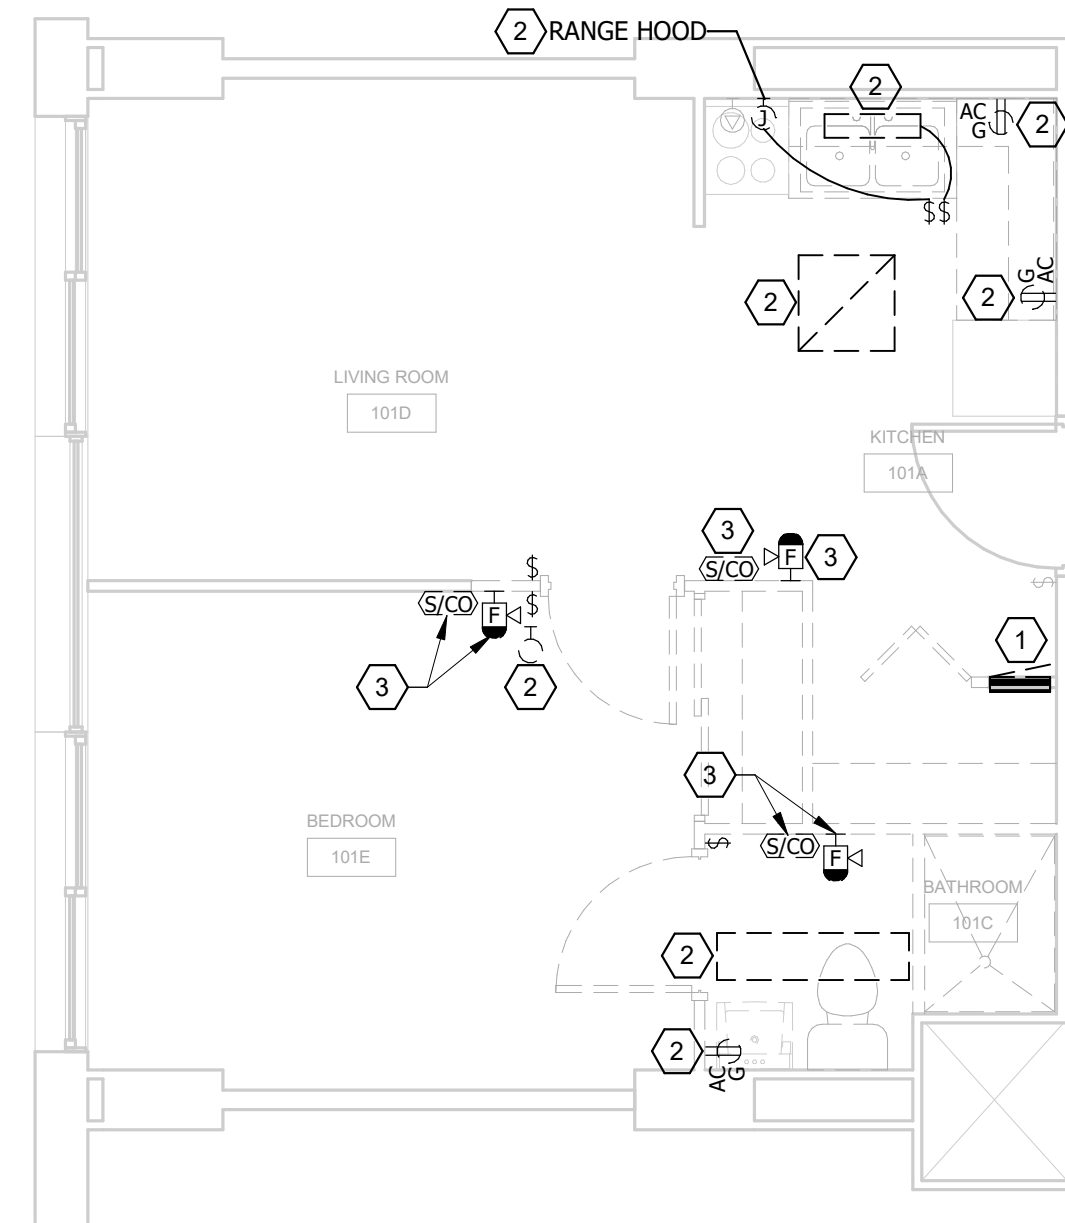 2 RANGE HOOD
2
J
AC
G
2
$$
G
AC
2
2
LIVING ROOM
101D
KITCHEN
101A
3
S/CO
F
3
$
$
S/CO
F
$
3
2
1
3
BEDROOM
101E
$
S/CO
F
BATHROOM
101C
2
2
AC
G